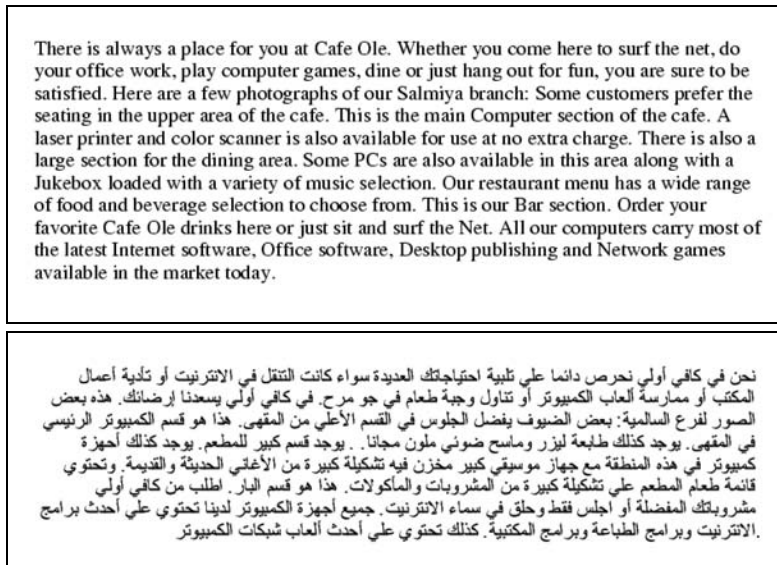 There is always a place for you at Cafe Ole. Whether you come here to surf the net, do
your office work, play computer games, dine or just hang out for fun, you are sure to be
satisfied. Here are a few photographs of our Salmiya branch: Some customers prefer the
seating in the upper area of the cafe. This is the main Computer section of the cafe. A
laser printer and color scanner is also available for use at no extra charge. There is also a
large section for the dining area. Some PCs are also available in this area along with a
Jukebox loaded with a variety of music selection. Our restaurant menu has a wide range
of food and beverage selection to choose from. This is our Bar section. Order your
favorite Cafe Ole drinks here or just sit and surf the Net. All our computers carry most of
the latest Internet software, Office software, Desktop publishing and Network games
available in the market today.
نحن في كافي أولي نحرص دائما علي تلبية احتياجاتك العديدة سواء كانت التنقل في الانترنيت أو تأدية أعمال
المكتب أو ممارسة ألعاب الكمبيوتر أو تناول وجبة طعام في جو مرح. في كافي أولي يسعدنا إرضائك. هذه بعض
الصور لفرع السالمية: بعض الضيوف يفضل الجلوس في القسم الأعلي من المقهى. هذا هو قسم الكمبيوتر الرئيسي
في المقهى. يوجد كذلك طابعة ليزر وماسح ضوئي ملون مجانا. . يوجد قسم كبير للمطعم. يوجد كذلك أجهزة
كمبيوتر في هذه المنطقة مع جهاز موسيقي كبير مخزن فيه تشكيلة كبيرة من الأغاني الحديثة والقديمة. وتحتوي
قائمة طعام المطعم علي تشكيلة كبيرة من المشروبات والمأكولات. هذا هو قسم البار. اطلب من كافي أولي
مشروباتك المفضلة أو اجلس فقط وحلق في سماء الانترنيت. جميع أجهزة الكمبيوتر لدينا تحتوي علي أحدث برامج
الانترنيت وبرامج الطباعة وبرامج المكتبية. كذلك تحتوي علي أحدث ألعاب شبكات الكمبيوتر.